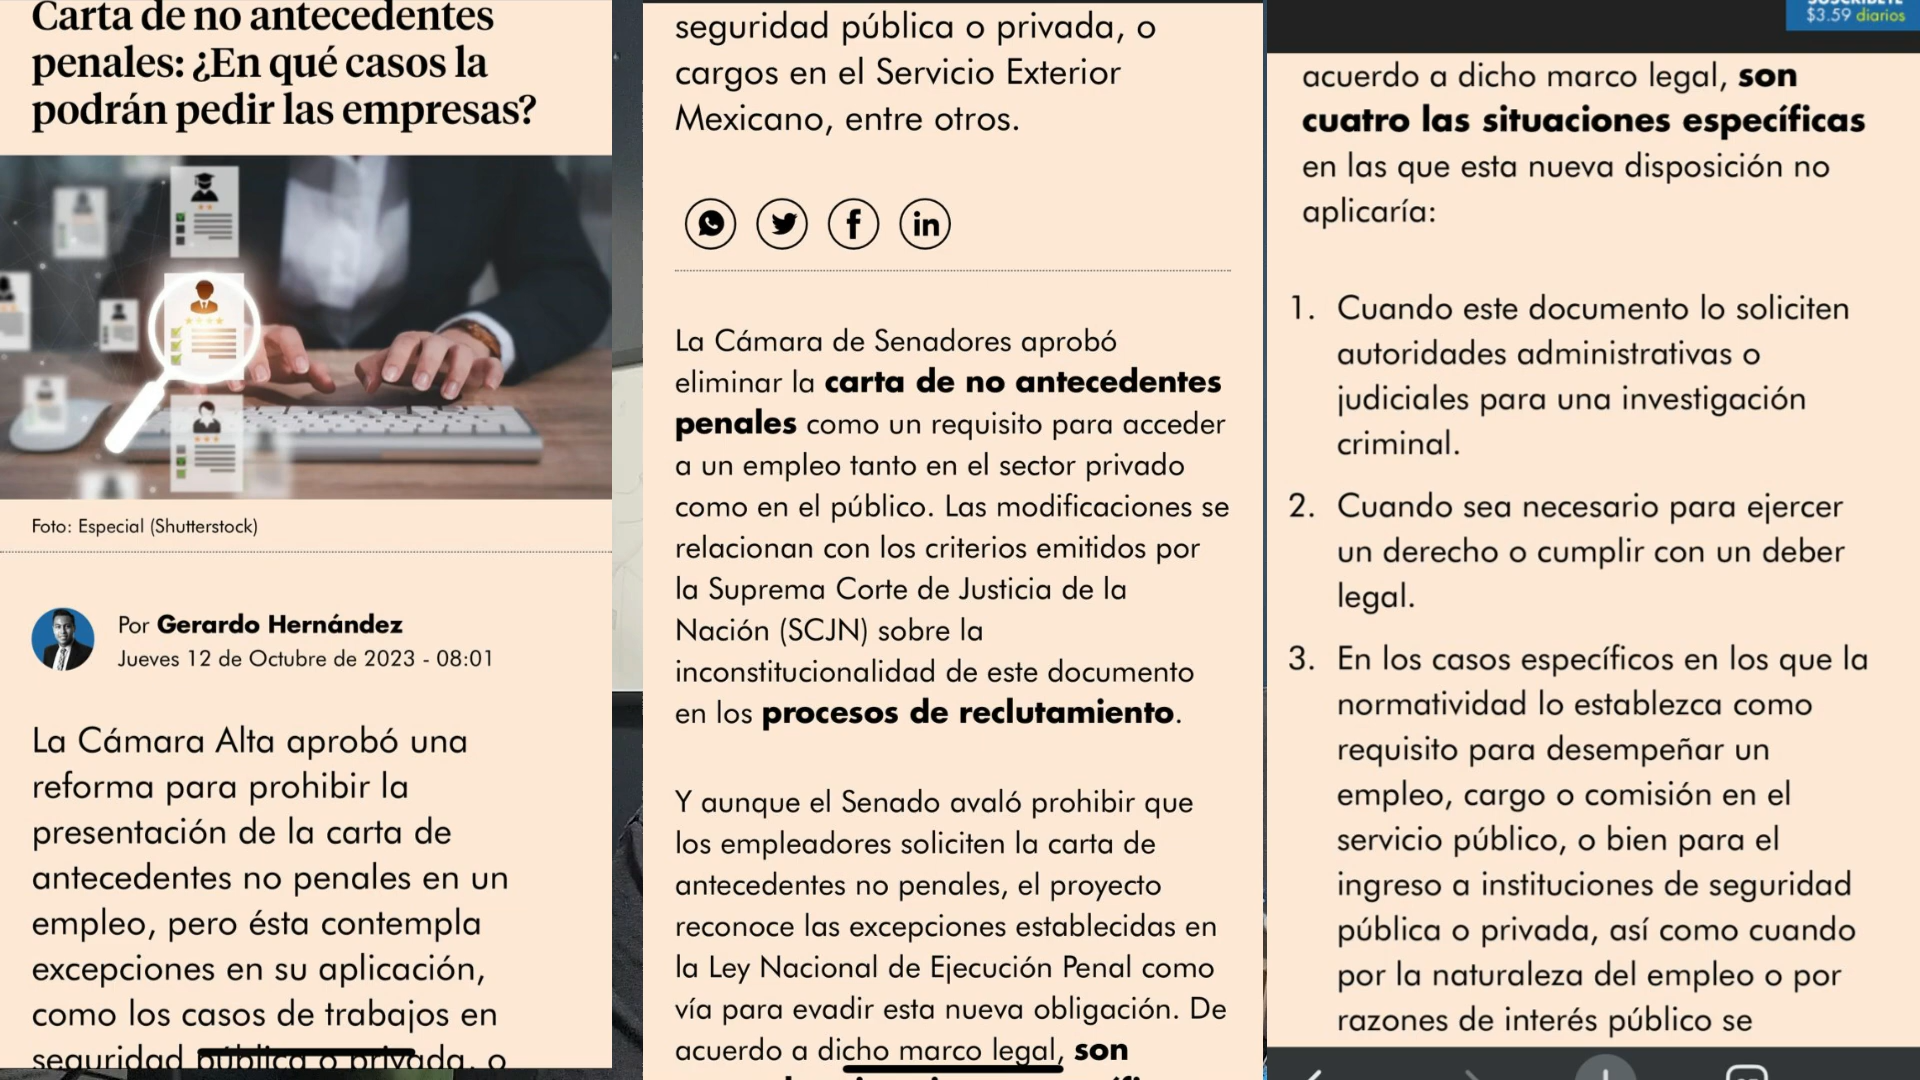 Carta de no antecedentes
penales: ¿En qué casos la
podrán pedir las empresas?
Foto: Especial (Shutterstock)
Por Gerardo Hernández
Jueves 12 de Octubre de 2023 - 08:01
La Cámara Alta aprobó una
reforma para prohibir la
presentación de la carta de
antecedentes no penales en un
empleo, pero ésta contempla
excepciones en su aplicación,
como los casos de trabajos en
seguridad pública o privada, o
seguridad pública o privada, o
cargos en el Servicio Exterior
Mexicano, entre otros.
in
La Cámara de Senadores aprobó
eliminar la carta de no antecedentes
penales como un requisito para acceder
a un empleo tanto en el sector privado
como en el público. Las modificaciones se
relacionan con los criterios emitidos por
la Suprema Corte de Justicia de la
Nación (SCJN) sobre la
inconstitucionalidad de este documento
en los procesos de reclutamiento.
Y aunque el Senado avaló prohibir que
los empleadores soliciten la carta de
antecedentes no penales, el proyecto
reconoce las excepciones establecidas en
la Ley Nacional de Ejecución Penal como
vía para evadir esta nueva obligación. De
acuerdo a dicho marco legal, son
SUSCRÍBETE
$3.59 diarios
acuerdo a dicho marco legal, son
cuatro las situaciones específicas
en las que esta nueva disposición no
aplicaría:
1. Cuando este documento lo soliciten
autoridades administrativas o
judiciales para una investigación
criminal.
2. Cuando sea necesario para ejercer
un derecho o cumplir con un deber
legal.
3. En los casos específicos en los que la
normatividad lo establezca como
requisito para desempeñar un
empleo, cargo o comisión en el
servicio público, o bien para el
ingreso a instituciones de seguridad
pública o privada, así como cuando
por la naturaleza del empleo o por
razones de interés público se